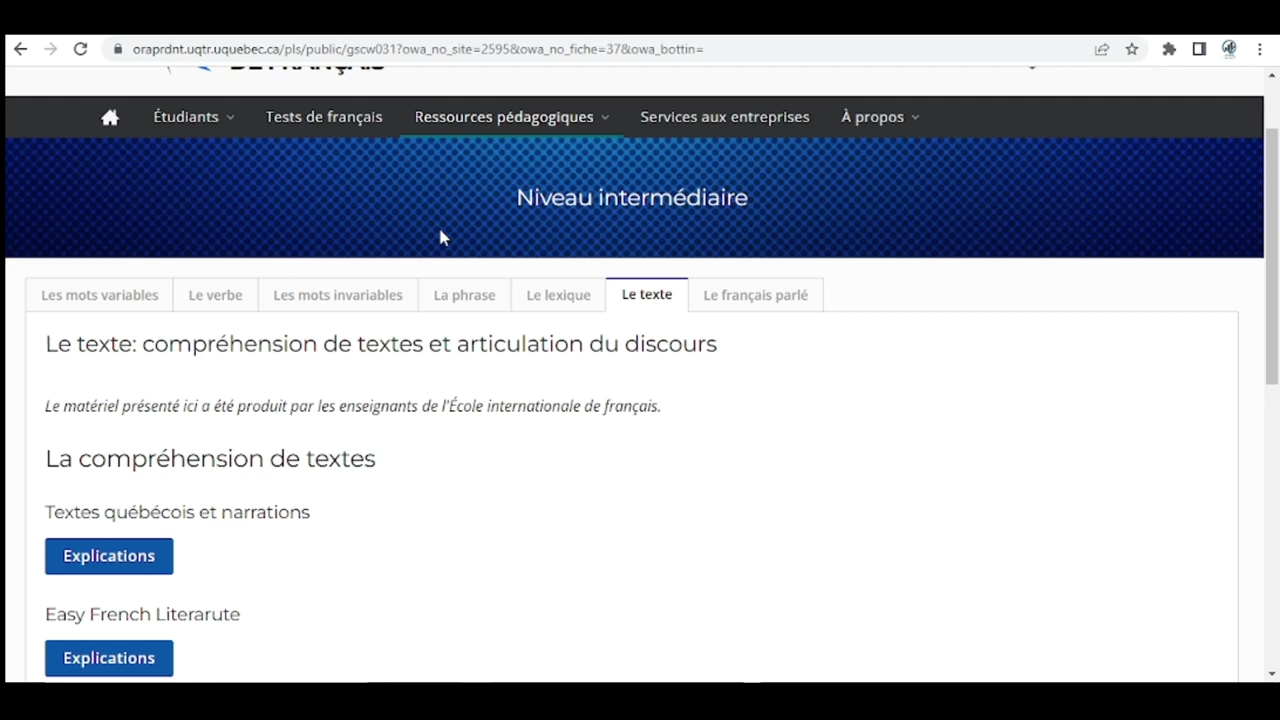 oraprdnt.uqtr.uquebec.ca/pls/public/gscw031?owa_no_site=2595&owa_no_fiche=37&owa_bottin=
DE FRANÇAIS
Étudiants Tests de français Ressources pédagogiques Services aux entreprises À propos
Niveau intermédiaire
Les mots variables Le verbe Les mots invariables La phrase Le lexique Le texte Le français parlé
Le texte: compréhension de textes et articulation du discours
Le matériel présenté ici a été produit par les enseignants de l'École internationale de français.
La compréhension de textes
Textes québécois et narrations
Explications
Easy French Literarute
Explications